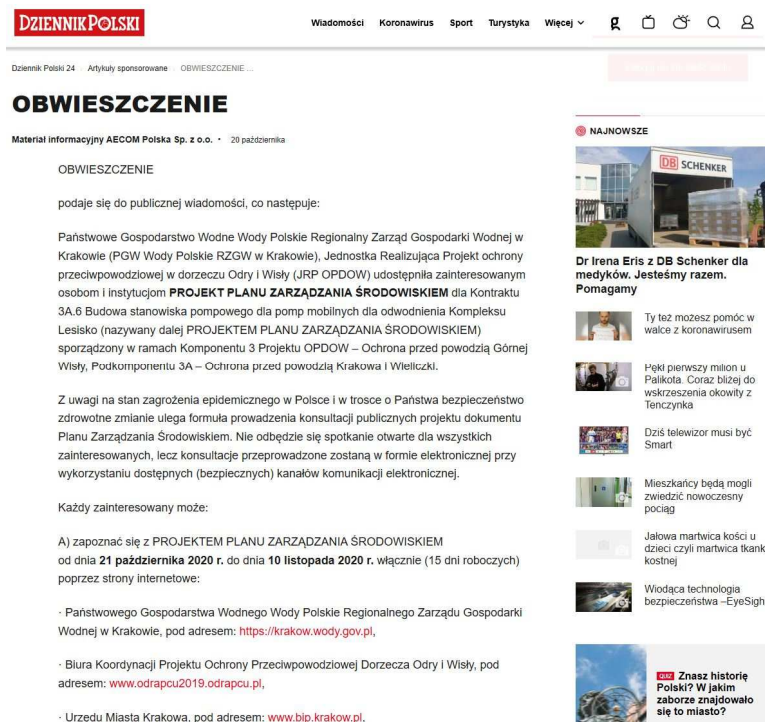 DZIENNIK POLSKI
Wiadomości Koronawirus Sport Turystyka Więcej
Dziennik Polski 24 Artykuły sponsorowane OBWIESZCZENIE ...
OBWIESZCZENIE
Materiał informacyjny AECOM Polska Sp. z o.o. • 20 października
OBWIESZCZENIE
podaje się do publicznej wiadomości, co następuje:
Państwowe Gospodarstwo Wodne Wody Polskie Regionalny Zarząd Gospodarki Wodnej w
Krakowie (PGW Wody Polskie RZGW w Krakowie), Jednostka Realizująca Projekt ochrony
przeciwpowodziowej w dorzeczu Odry i Wisły (JRP OPDOW) udostępniła zainteresowanym
osobom i instytucjom PROJEKT PLANU ZARZĄDZANIA ŚRODOWISKIEM dla Kontraktu
3A.6 Budowa stanowiska pompowego dla pomp mobilnych dla odwodnienia Kompleksu
Lesisko (nazywany dalej PROJEKTEM PLANU ZARZĄDZANIA ŚRODOWISKIEM)
sporządzony w ramach Komponentu 3 Projektu OPDOW – Ochrona przed powodzią Górnej
Wisły, Podkomponentu 3A – Ochrona przed powodzią Krakowa i Wieliczki.
Z uwagi na stan zagrożenia epidemicznego w Polsce i w trosce o Państwa bezpieczeństwo
zdrowotne zmianie ulega formuła prowadzenia konsultacji publicznych projektu dokumentu
Planu Zarządzania Środowiskiem. Nie odbędzie się spotkanie otwarte dla wszystkich
zainteresowanych, lecz konsultacje przeprowadzone zostaną w formie elektronicznej przy
wykorzystaniu dostępnych (bezpiecznych) kanałów komunikacji elektronicznej.
Każdy zainteresowany może:
A) zapoznać się z PROJEKTEM PLANU ZARZĄDZANIA ŚRODOWISKIEM
od dnia 21 października 2020 r. do dnia 10 listopada 2020 r. włącznie (15 dni roboczych)
poprzez strony internetowe:
· Państwowego Gospodarstwa Wodnego Wody Polskie Regionalnego Zarządu Gospodarki
Wodnej w Krakowie, pod adresem: https://krakow.wody.gov.pl,
· Biura Koordynacji Projektu Ochrony Przeciwpowodziowej Dorzecza Odry i Wisły, pod
adresem: www.odrapcu2019.odrapcu.pl,
· Urzędu Miasta Krakowa, pod adresem: www.bip.krakow.pl,
NAJNOWSZE
DB SCHENKER
Dr Irena Eris z DB Schenker dla
medyków. Jesteśmy razem.
Pomagamy
Ty też możesz pomóc w
walce z koronawirusem
Pękł pierwszy milion u
Palikota. Coraz bliżej do
wskrzeszenia okowity z
Tenczynka
Dziś telewizor musi być
Smart
Mieszkańcy będą mogli
zwiedzić nowoczesny
pociąg
Jałowa martwica kości u
dzieci czyli martwica tkank
kostnej
Wiodąca technologia
bezpieczeństwa –EyeSigh
QUIZ Znasz historię
Polski? W jakim
zaborze znajdowało
się to miasto?